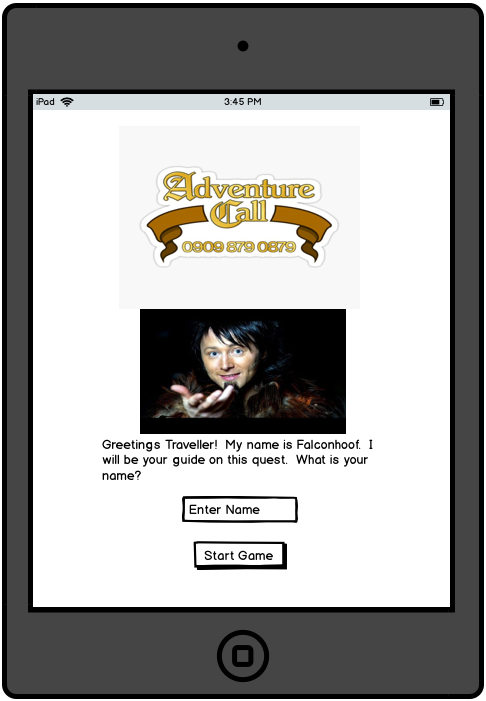 iPad 3:45 PM
Adventure
Call
0909 879 0879
Greetings Traveller! My name is Falconhoof. I
will be your guide on this quest. What is your
name?
Enter Name
Start Game